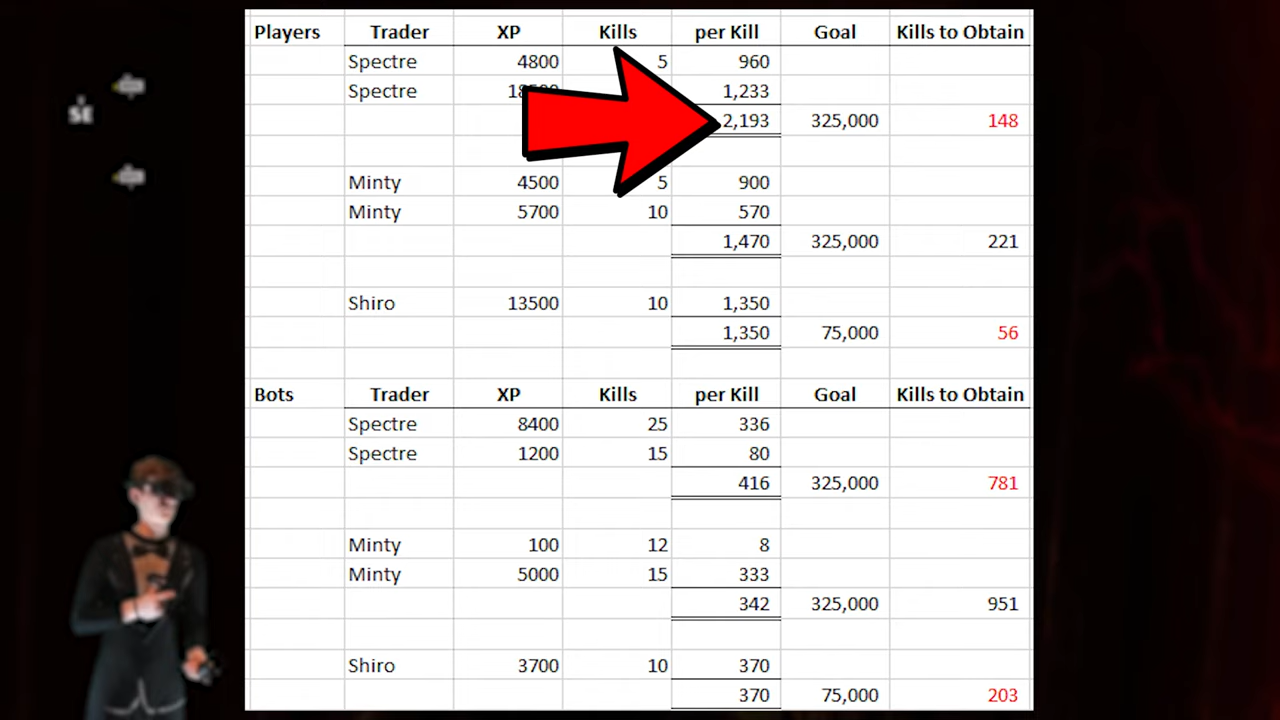 Players Trader XP Kills per Kill Goal Kills to Obtain
Spectre 4800 5 960
Spectre 1,233
2,193 325,000 148
Minty 4500 5 900
Minty 5700 10 570
1,470 325,000 221
Shiro 13500 10 1,350
1,350 75,000 56
Bots Trader XP Kills per Kill Goal Kills to Obtain
Spectre 8400 25 336
Spectre 1200 15 80
416 325,000 781
Minty 100 12 8
Minty 5000 15 333
342 325,000 951
Shiro 3700 10 370
370 75,000 203
SE